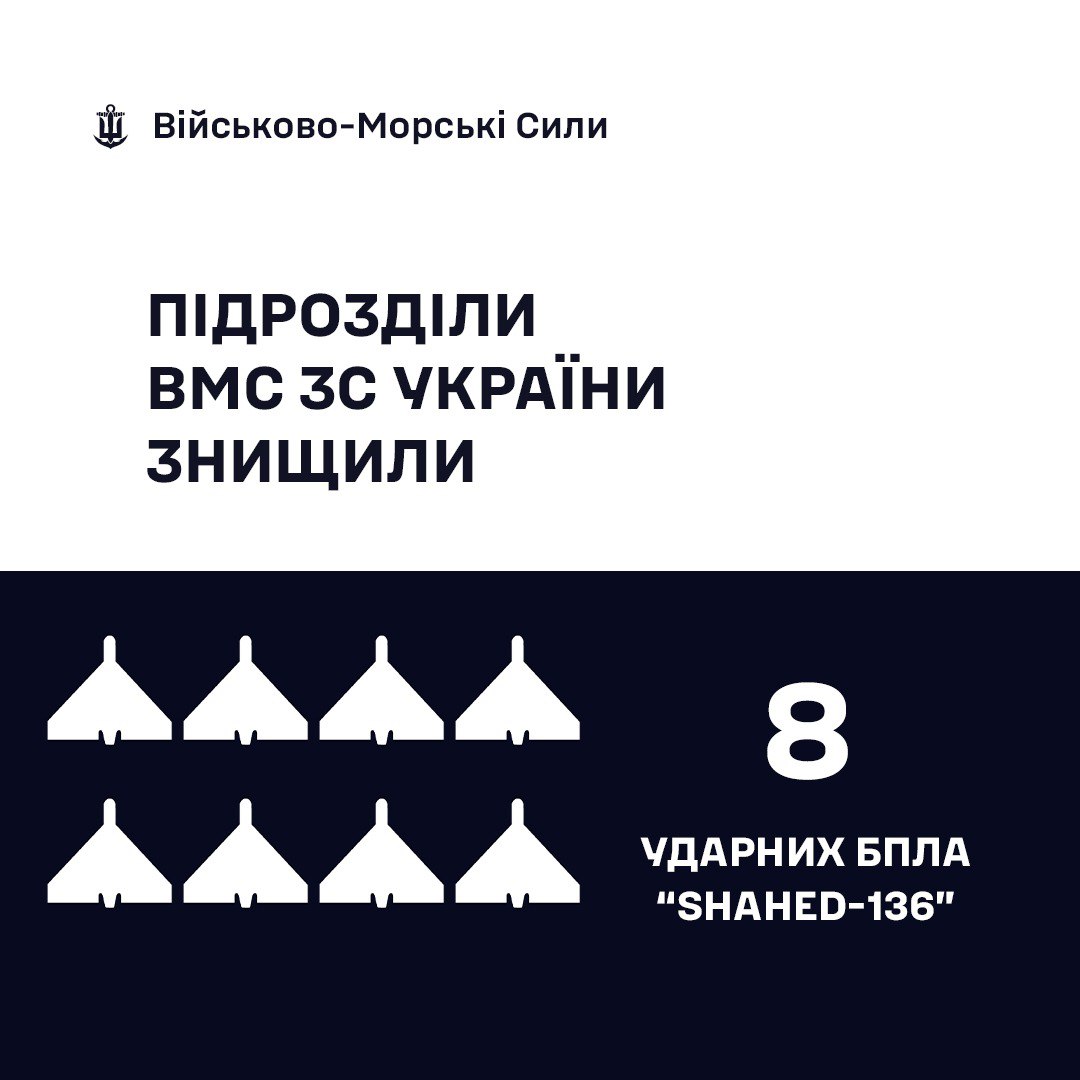 Військово-Морські Сили
ПІДРОЗДІЛИ
ВМС ЗС УКРАЇНИ
ЗНИЩИЛИ
8
УДАРНИХ БПЛА
“SHAHED-136”